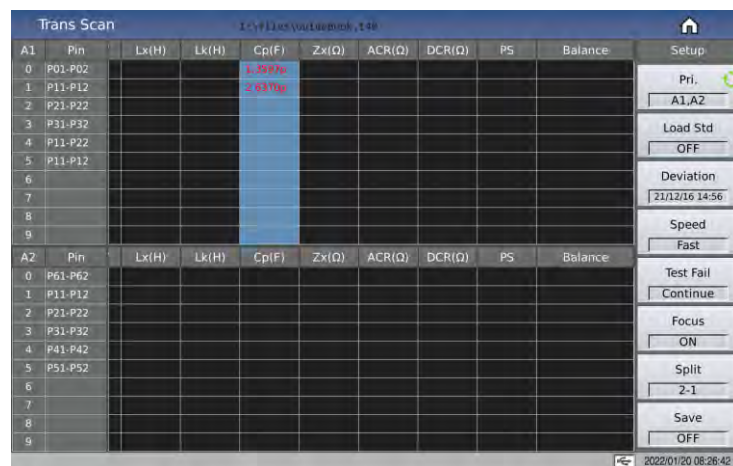 Trans Scan
A1 Pin Lx(H) Lk(H) Cp(F) Zx(Ω) ACR(Ω) DCR(Ω) PS Balance
0 P01-P02
1 P11-P12
2 P21-P22
3 P31-P32
4 P11-P22
5 P11-P12
6
7
8
9
A2 Pin Lx(H) Lk(H) Cp(F) Zx(Ω) ACR(Ω) DCR(Ω) PS Balance
0 P61-P62
1 P11-P12
2 P21-P22
3 P31-P32
4 P41-P42
5 P51-P52
6
7
8
9
Setup
Pri.
A1,A2
Load Std
OFF
Deviation
21/12/16 14:56
Speed
Fast
Test Fail
Continue
Focus
ON
Split
2-1
Save
OFF
2022/01/20 08:26:42